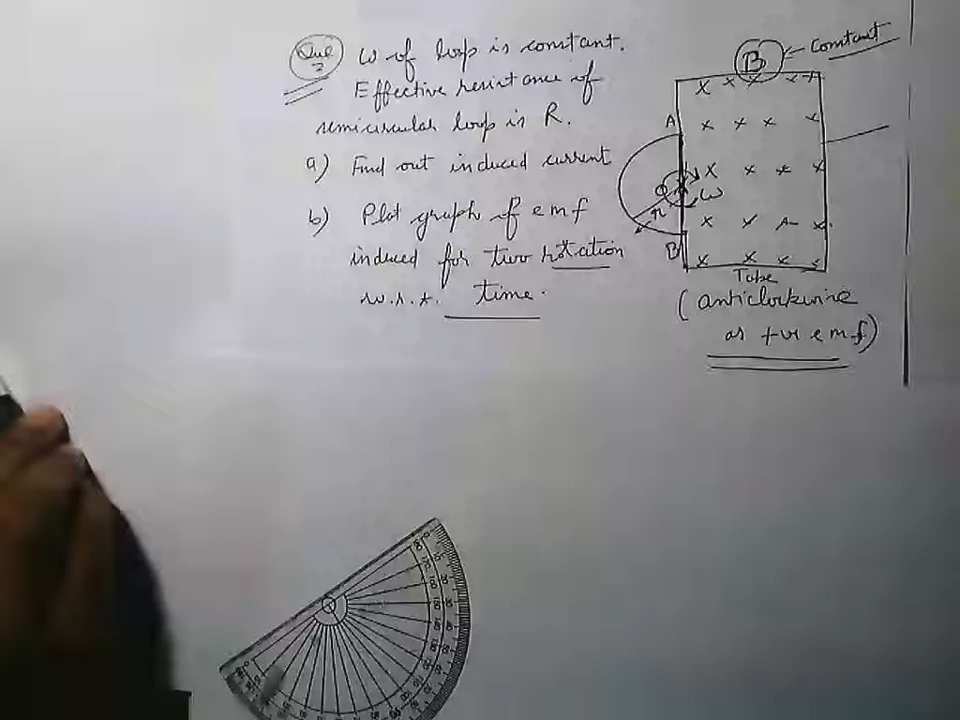 Que 2
ω of loop is constant.
Effective resistance of
semicircular loop is R.
a) Find out induced current
b) Plot graph of emf
induced for two rotation
w.r.t. time.
B Constant
A
O
ω
r
B
Tube
(anticlockwise
as +ve emf)